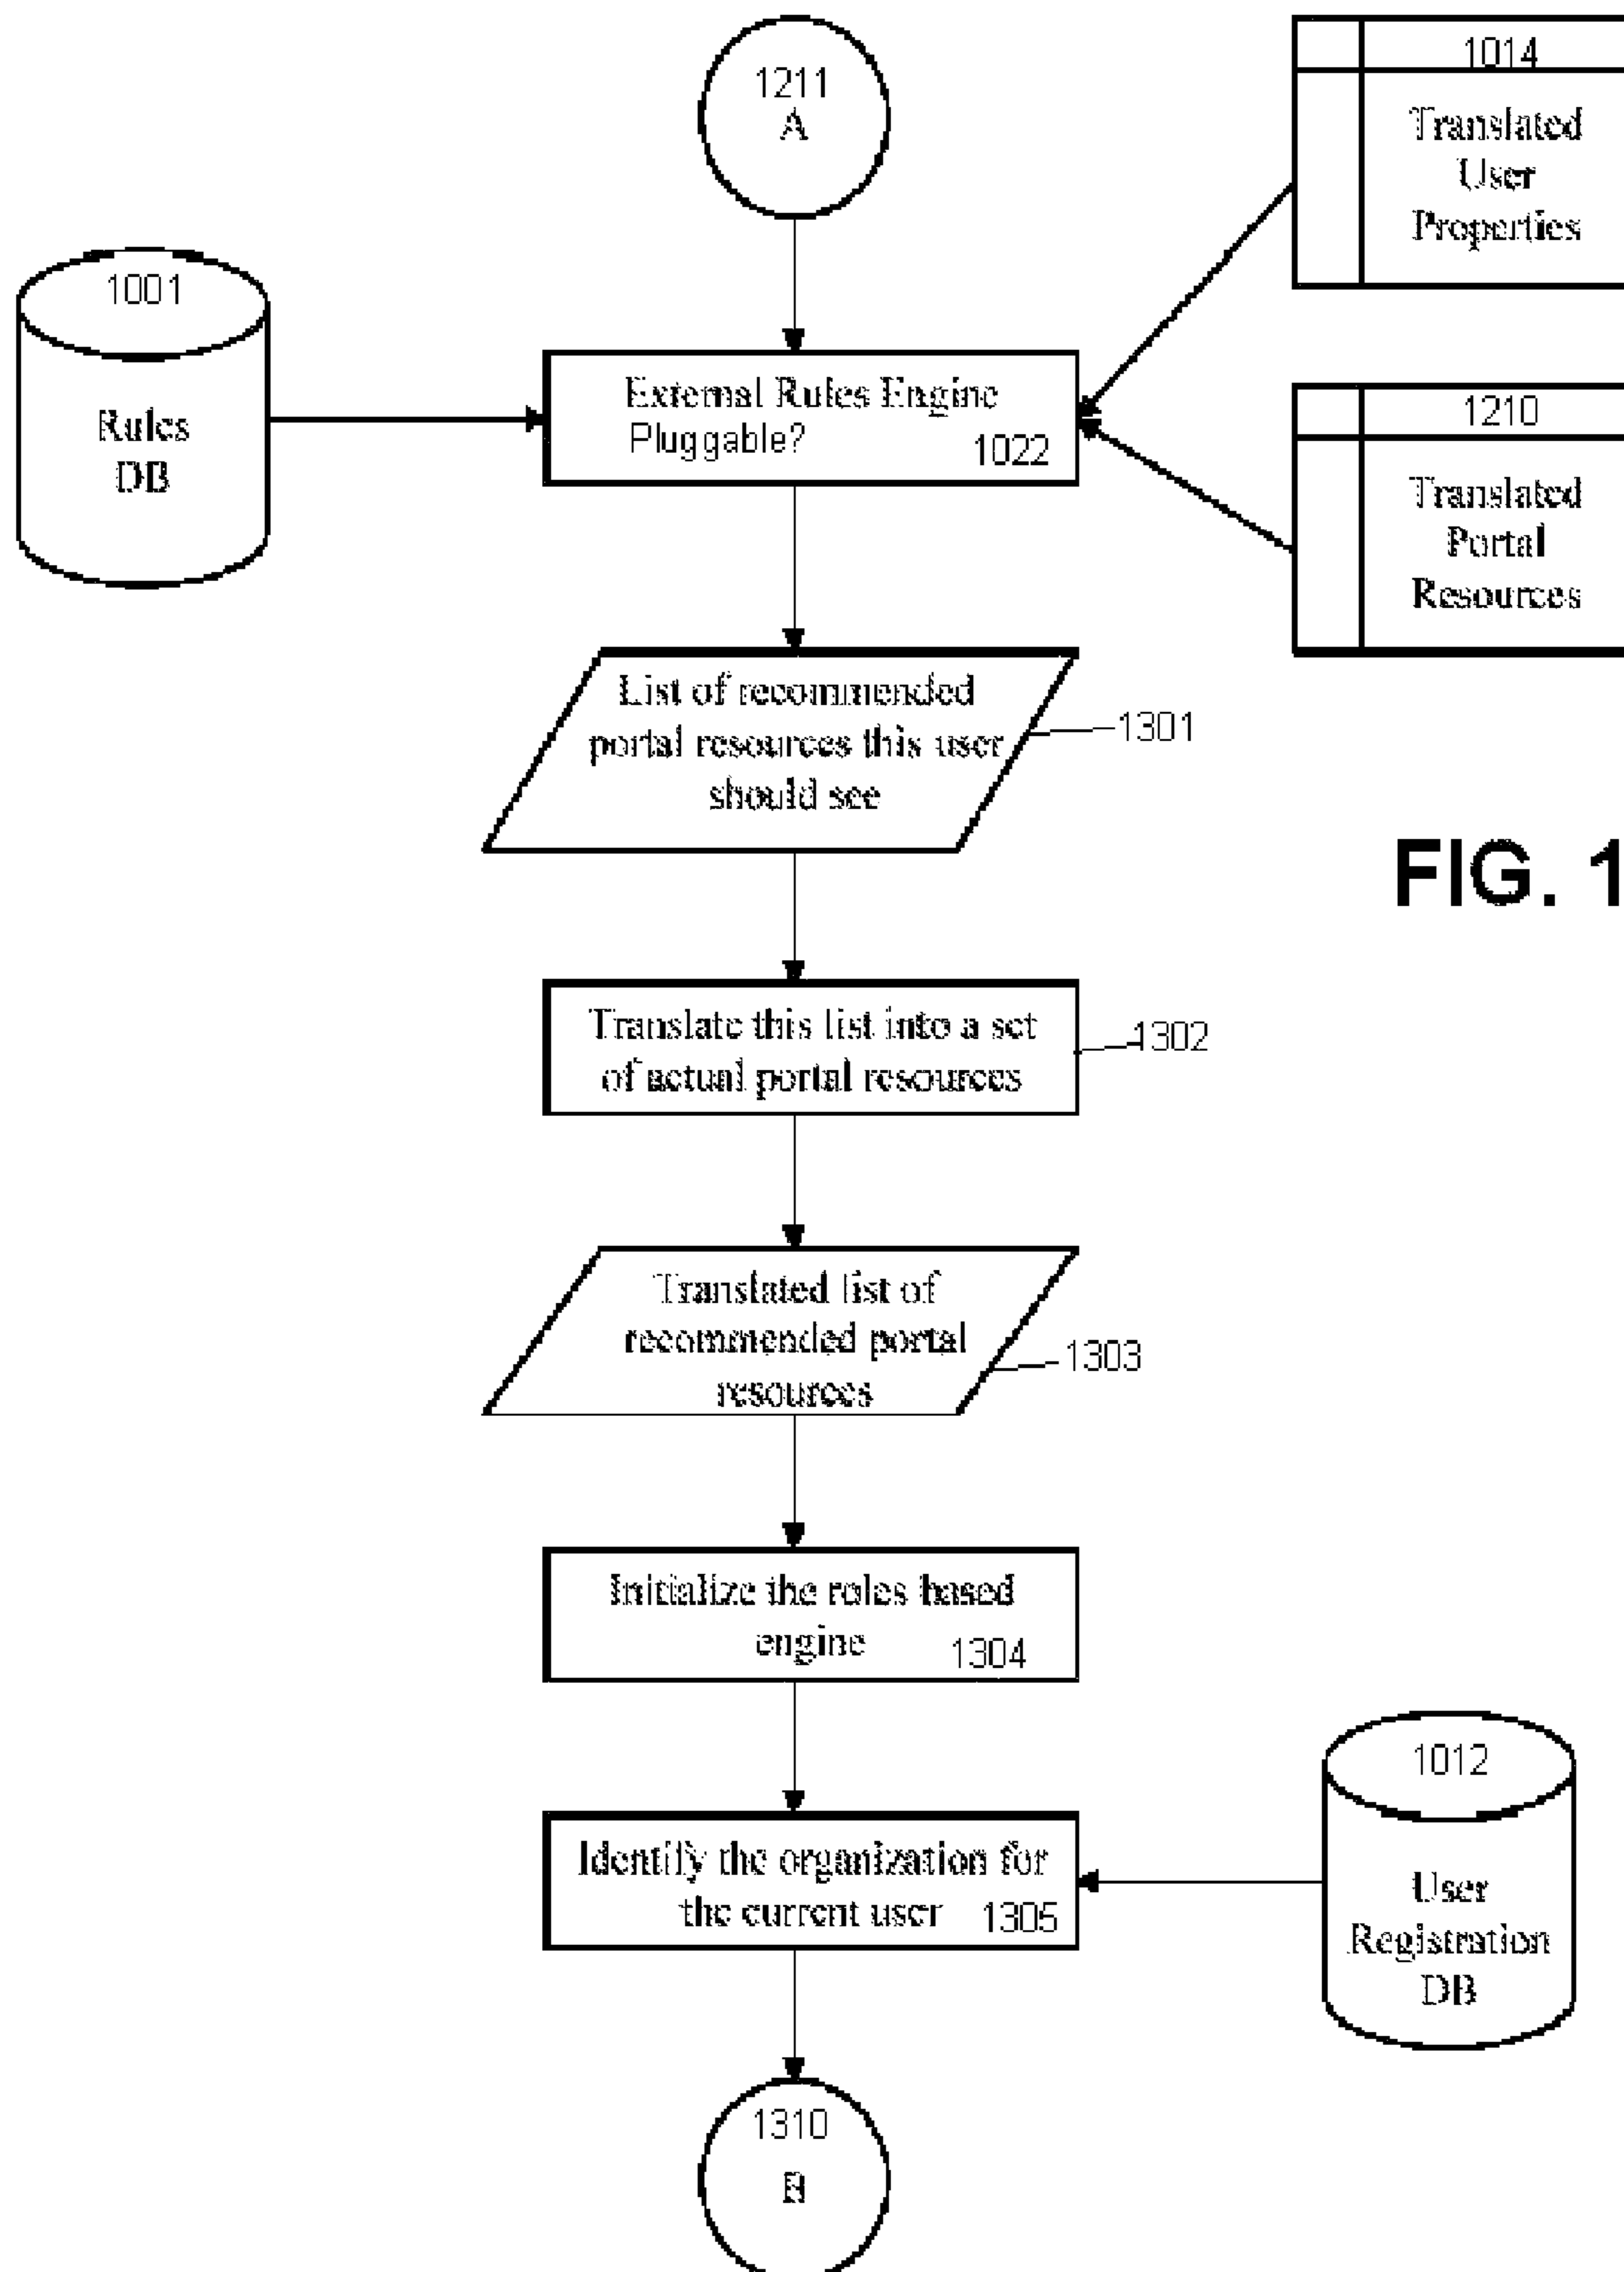 1211
A
1014
Translated
User
Properties
1001
Rules
DB
External Rules Engine
Pluggable?
1022
1210
Translated
Portal
Resources
List of recommended
portal resources this user
should see
1301
FIG. 1
Translate this list into a set
of actual portal resources
1302
Translated list of
recommended portal
resources
1303
Initialize the roles based
engine
1304
1012
User
Registration
DB
Identify the organization for
the current user
1305
1310
B